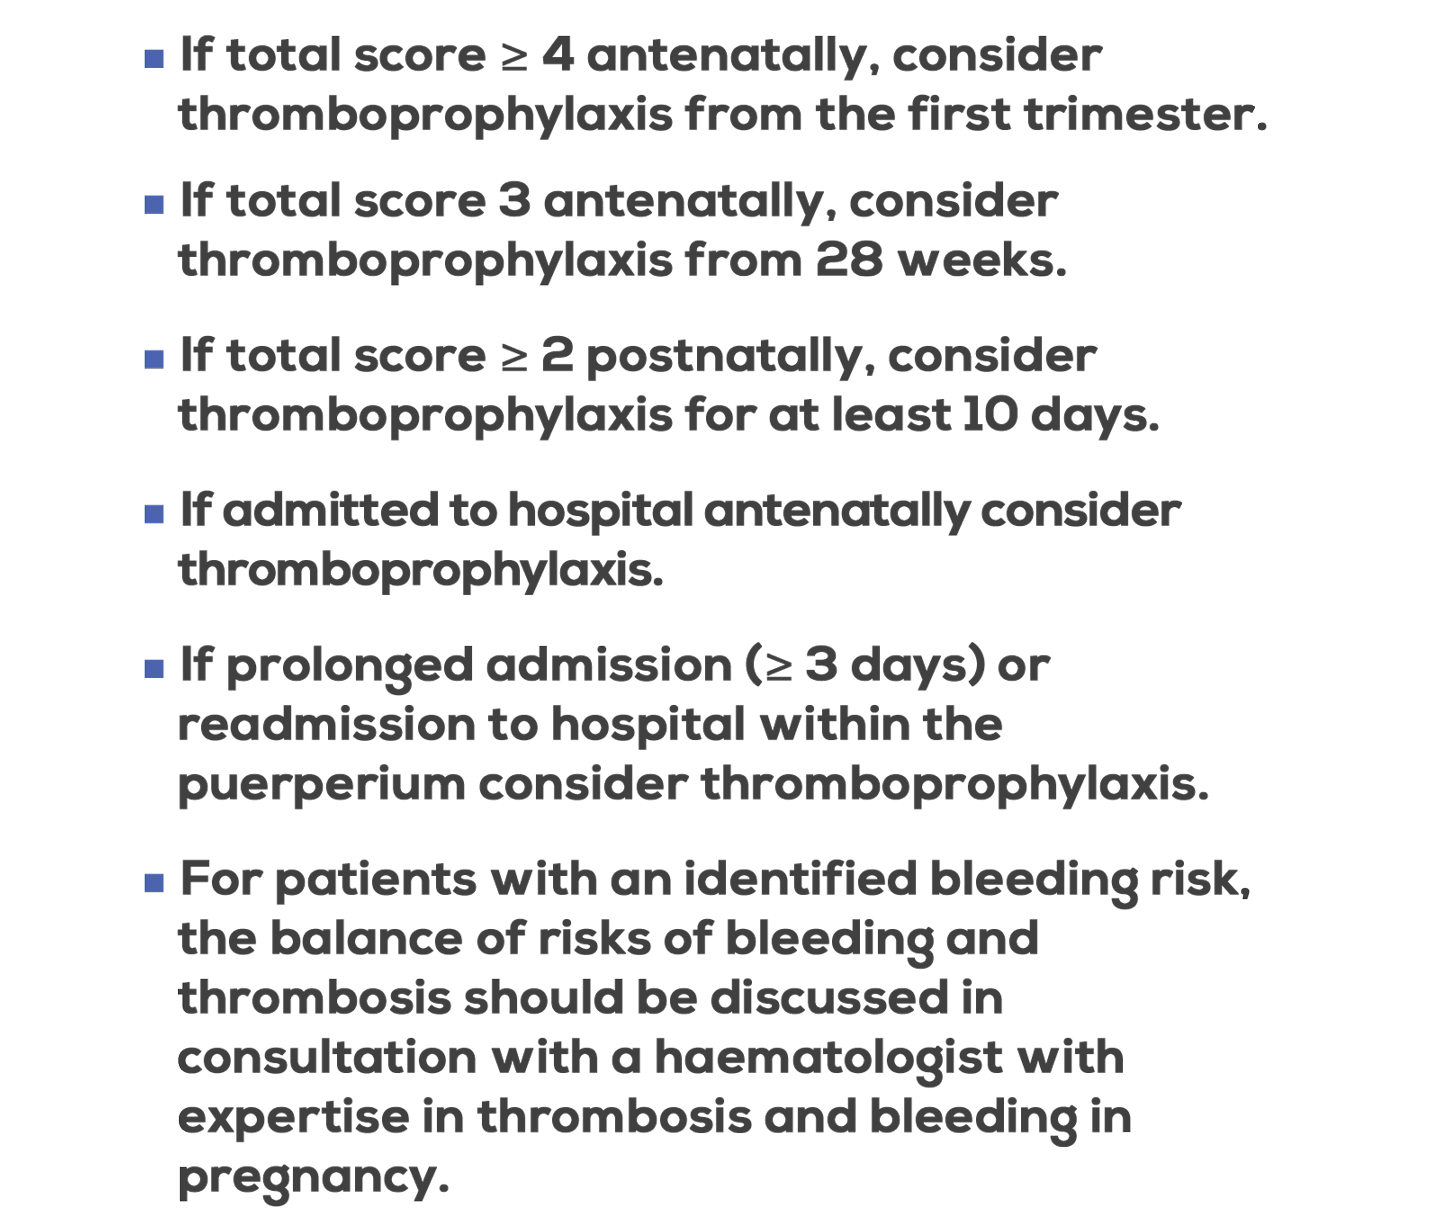 ▪ If total score ≥ 4 antenatally, consider
thromboprophylaxis from the first trimester.
▪ If total score 3 antenatally, consider
thromboprophylaxis from 28 weeks.
▪ If total score ≥ 2 postnatally, consider
thromboprophylaxis for at least 10 days.
▪ If admitted to hospital antenatally consider
thromboprophylaxis.
▪ If prolonged admission (≥ 3 days) or
readmission to hospital within the
puerperium consider thromboprophylaxis.
▪ For patients with an identified bleeding risk,
the balance of risks of bleeding and
thrombosis should be discussed in
consultation with a haematologist with
expertise in thrombosis and bleeding in
pregnancy.